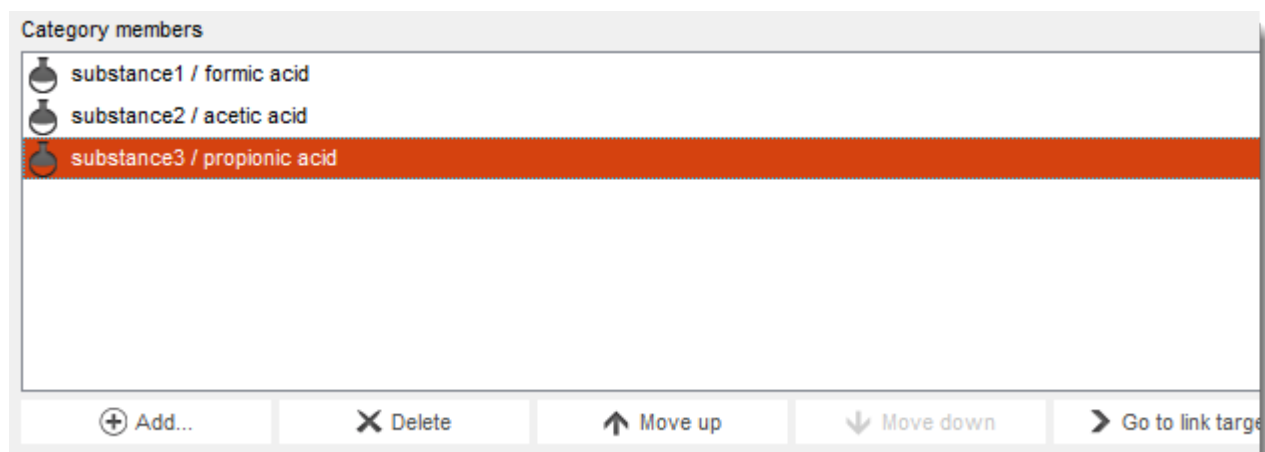 Category members
substance1 / formic acid
substance2 / acetic acid
substance3 / propionic acid
Add... Delete Move up Move down Go to link targe